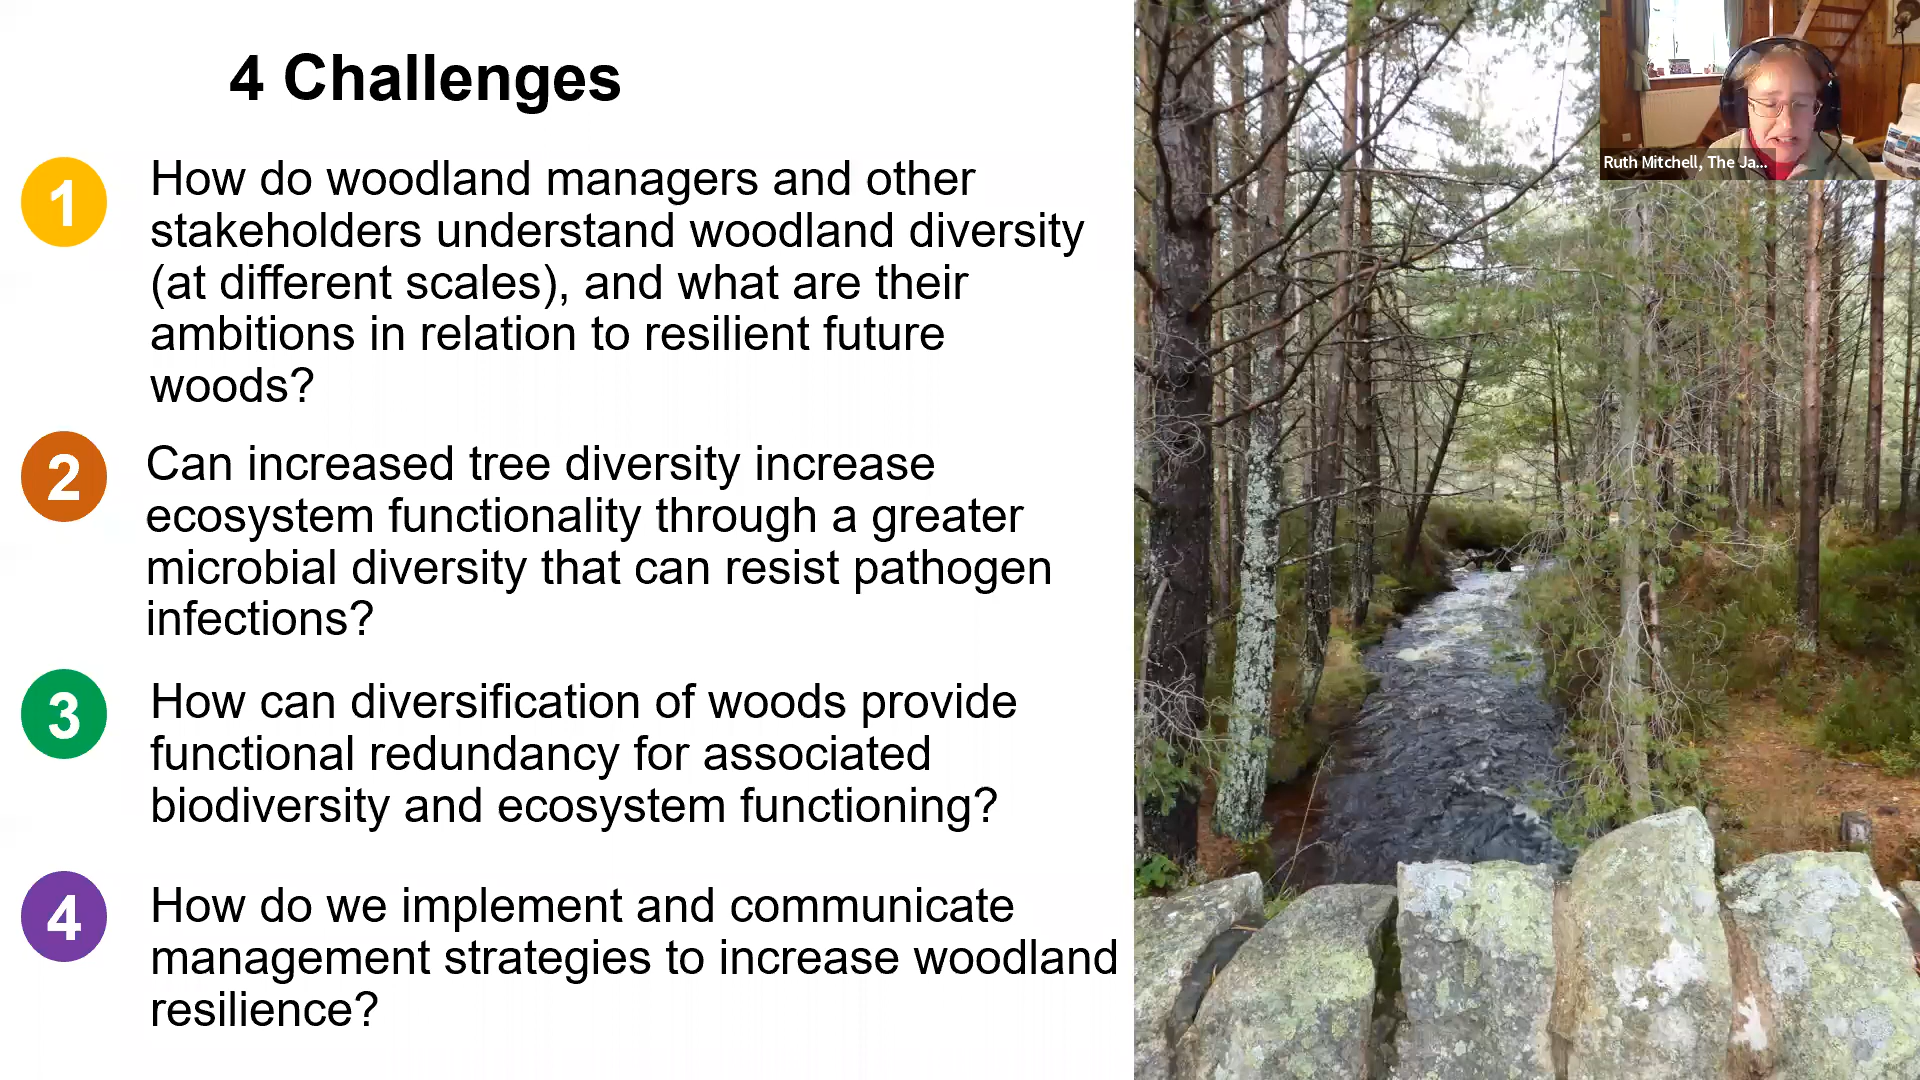 4 Challenges
1
How do woodland managers and other
stakeholders understand woodland diversity
(at different scales), and what are their
ambitions in relation to resilient future
woods?
2
Can increased tree diversity increase
ecosystem functionality through a greater
microbial diversity that can resist pathogen
infections?
3
How can diversification of woods provide
functional redundancy for associated
biodiversity and ecosystem functioning?
4
How do we implement and communicate
management strategies to increase woodland
resilience?
Ruth Mitchell, The Ja...